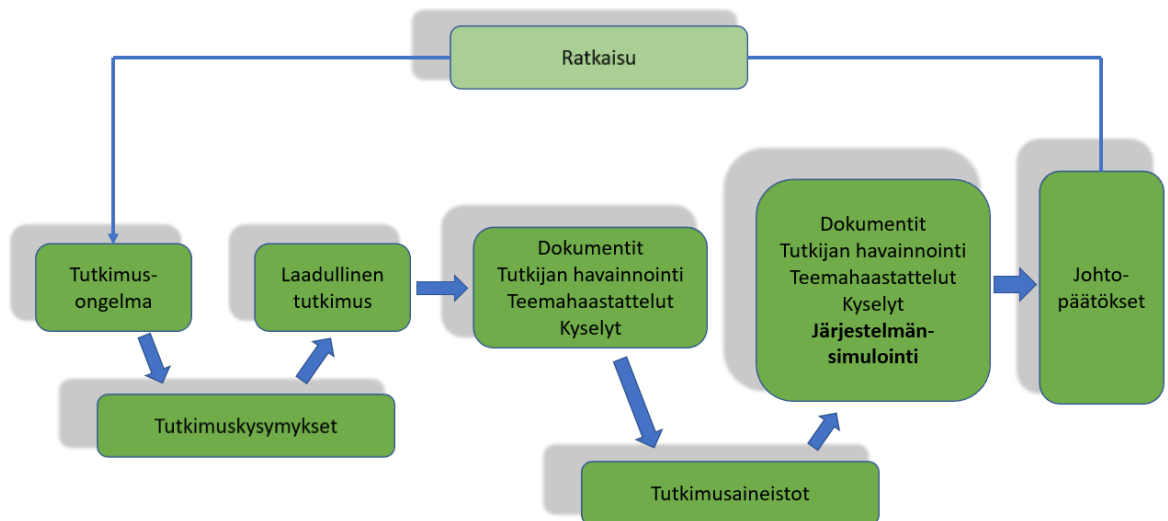 Ratkaisu
Tutkimus-
ongelma
Tutkimuskysymykset
Laadullinen
tutkimus
Dokumentit
Tutkijan havainnointi
Teemahaastattelut
Kyselyt
Tutkimusaineistot
Dokumentit
Tutkijan havainnointi
Teemahaastattelut
Kyselyt
Järjestelmän-
simulointi
Johto-
päätökset